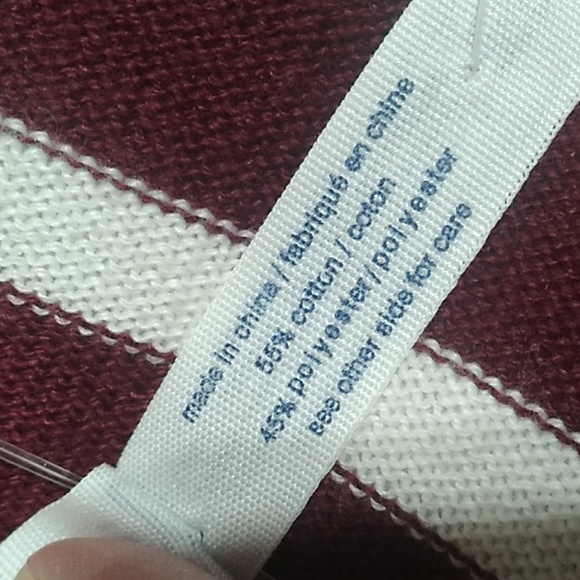 made in china / fabriqué en chine
55% cotton / coton
45% polyester / polyester
see other side for care